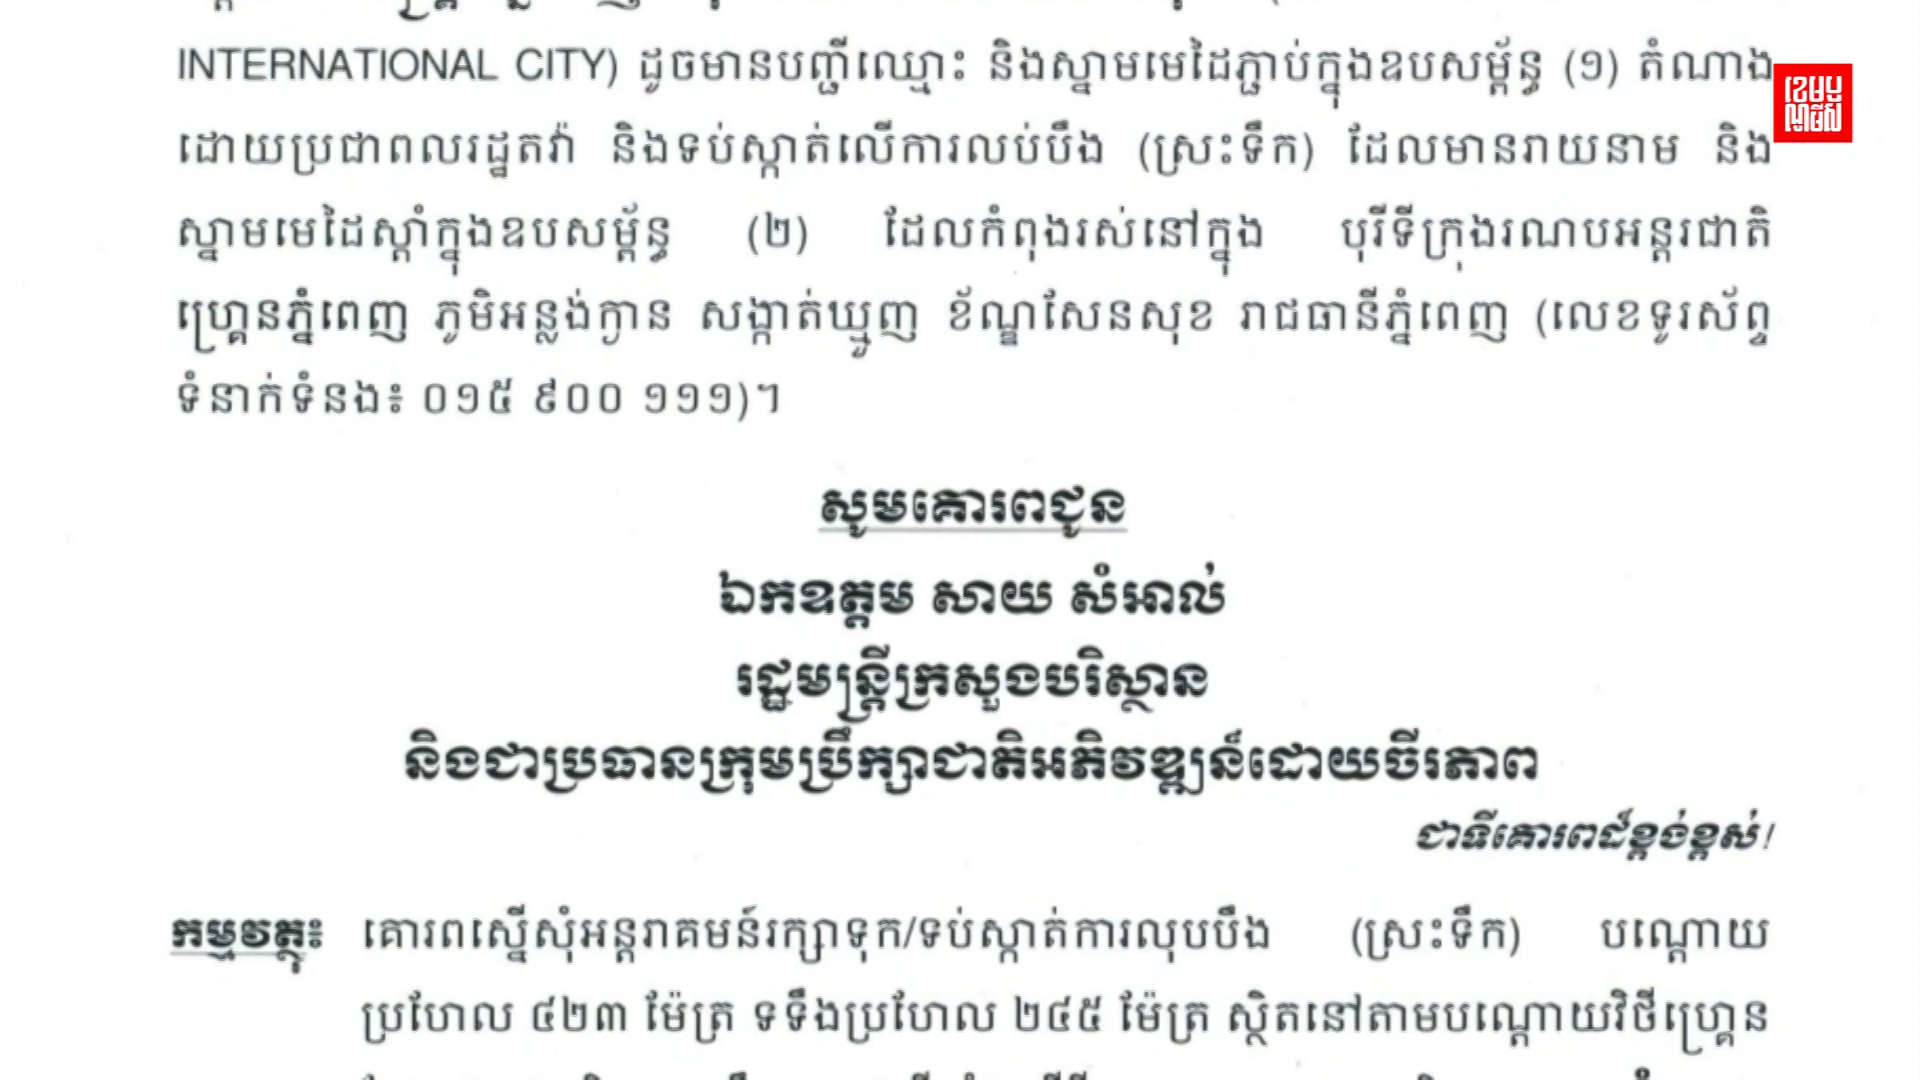 INTERNATIONAL CITY) ដូចមានបញ្ជីឈ្មោះ និងស្នាមមេដៃភ្ជាប់ក្នុងឧបសម្ព័ន្ធ (១) តំណាង
ដោយប្រជាពលរដ្ឋតវ៉ា និងទប់ស្កាត់លើការលប់បឹង (ស្រះទឹក) ដែលមានរាយនាម និង
ស្នាមមេដៃស្តាំក្នុងឧបសម្ព័ន្ធ (២) ដែលកំពុងរស់នៅក្នុង បុរីទីក្រុងរណបអន្តរជាតិ
ហ្គ្រេនភ្នំពេញ ភូមិអន្លង់ក្ងាន សង្កាត់ឃ្មួញ ខ័ណ្ឌសែនសុខ រាជធានីភ្នំពេញ (លេខទូរស័ព្ទ
ទំនាក់ទំនង៖ ០១៥ ៩០០ ១១១)។
សូមគោរពជូន
ឯកឧត្តម សាយ សំអាល់
រដ្ឋមន្ត្រីក្រសួងបរិស្ថាន
និងជាប្រធានក្រុមប្រឹក្សាជាតិអភិវឌ្ឍន៍ដោយចីរភាព
ជាទីគោរពដ៏ខ្ពង់ខ្ពស់!
កម្មវត្ថុ៖ គោរពស្នើសុំអន្តរាគមន៍រក្សាទុក/ទប់ស្កាត់ការលុបបឹង (ស្រះទឹក) បណ្តោយ
ប្រហែល ៤២៣ ម៉ែត្រ ទទឹងប្រហែល ២៤៥ ម៉ែត្រ ស្ថិតនៅតាមបណ្តោយវិថីហ្គ្រេន